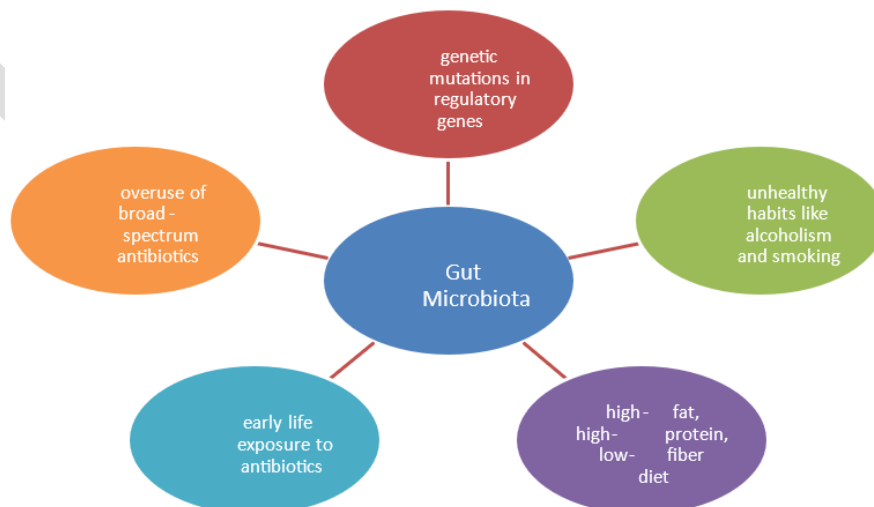 genetic
mutations in
regulatory
genes
overuse of
broad-
spectrum
antibiotics
unhealthy
habits like
alcoholism
and smoking
Gut
Microbiota
early life
exposure to
antibiotics
high- fat,
high- protein,
low- fiber
diet